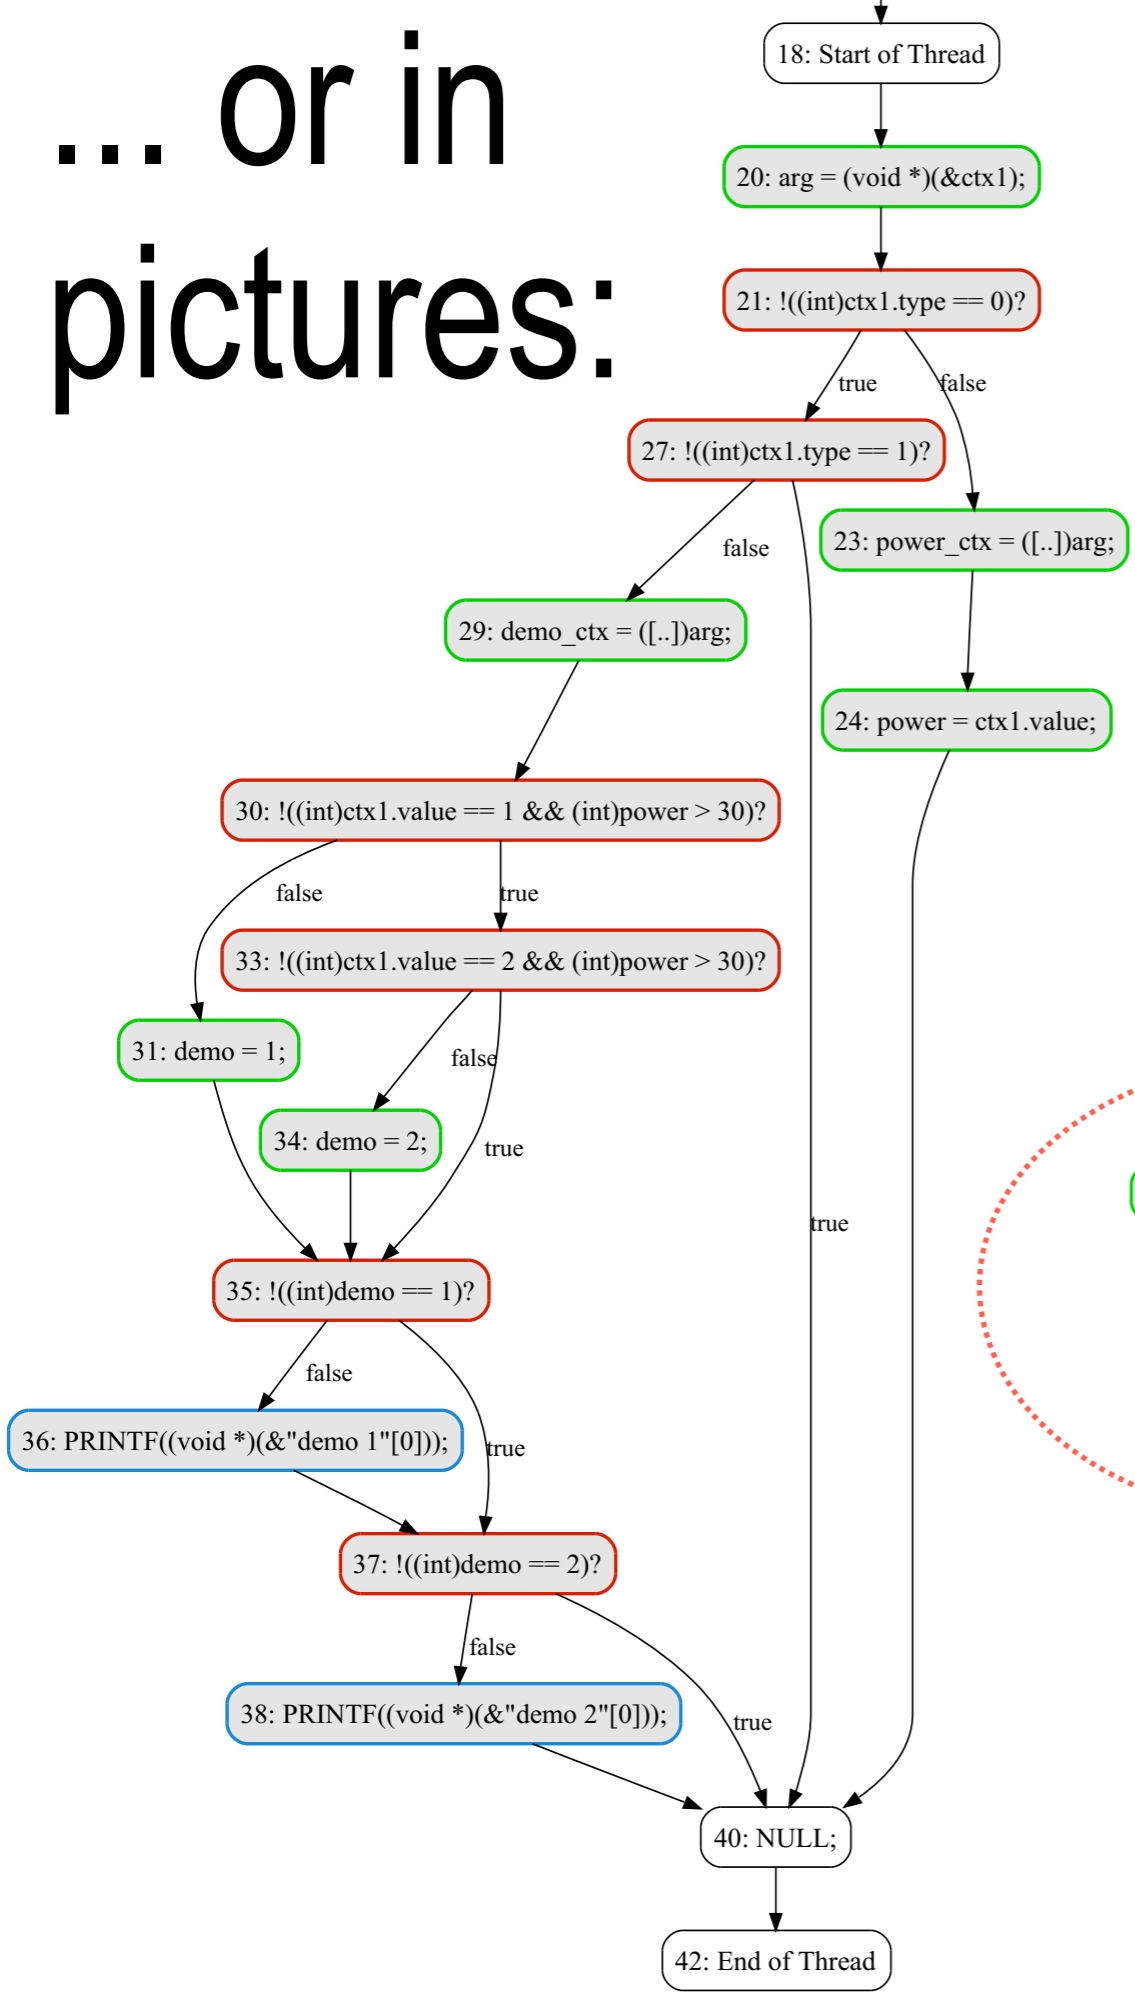 ... or in
pictures:
18: Start of Thread
20: arg = (void *)(&ctx1);
21: !((int)ctx1.type == 0)?
true
false
27: !((int)ctx1.type == 1)?
false
23: power_ctx = ([..])arg;
29: demo_ctx = ([..])arg;
24: power = ctx1.value;
30: !((int)ctx1.value == 1 && (int)power > 30)?
false
true
33: !((int)ctx1.value == 2 && (int)power > 30)?
31: demo = 1;
false
34: demo = 2;
true
true
35: !((int)demo == 1)?
false
36: PRINTF((void *)(&"demo 1"[0]));
true
37: !((int)demo == 2)?
false
38: PRINTF((void *)(&"demo 2"[0]));
true
40: NULL;
42: End of Thread